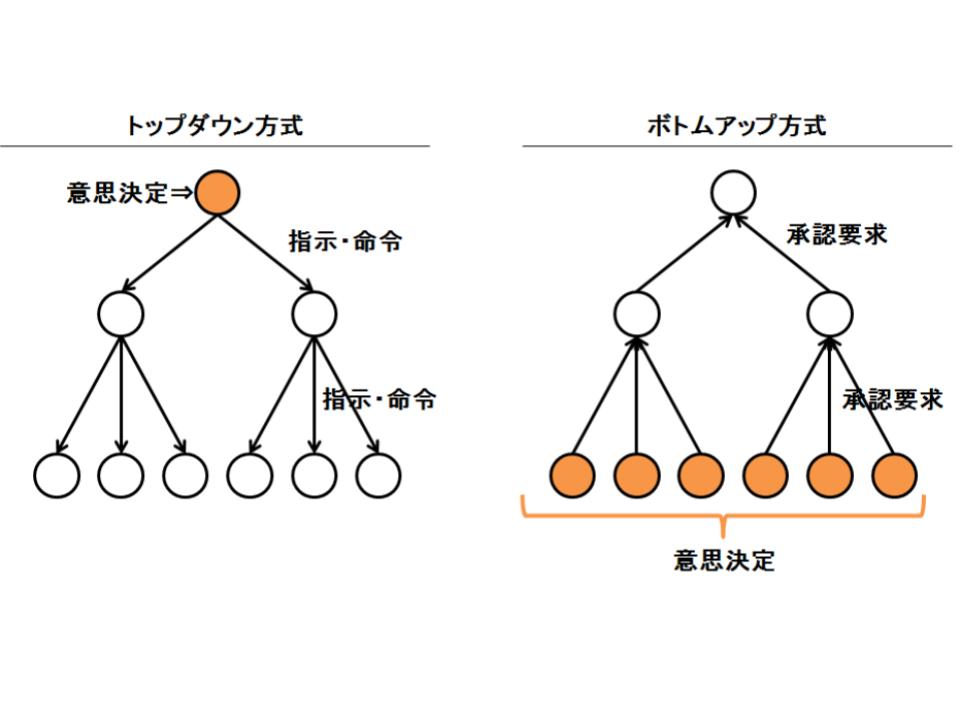 トップダウン方式
意思決定⇒
指示・命令
指示・命令
ボトムアップ方式
承認要求
承認要求
意思決定